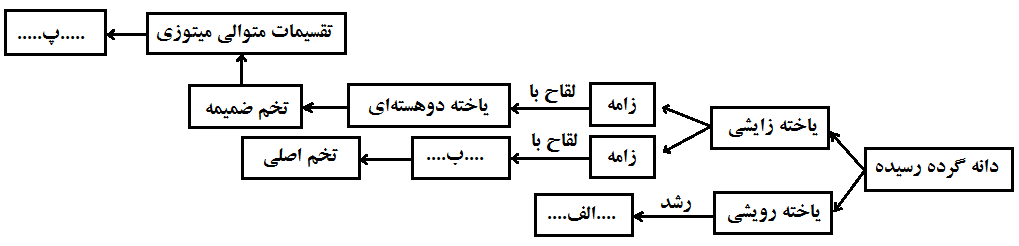 دانه گرده رسیده
یاخته زایشی
زامه
لقاح با
یاخته دوهسته‌ای
تخم ضمیمه
تقسیمات متوالی میتوزی
.....پ.....
زامه
لقاح با
....ب....
تخم اصلی
یاخته رویشی
رشد
....الف....